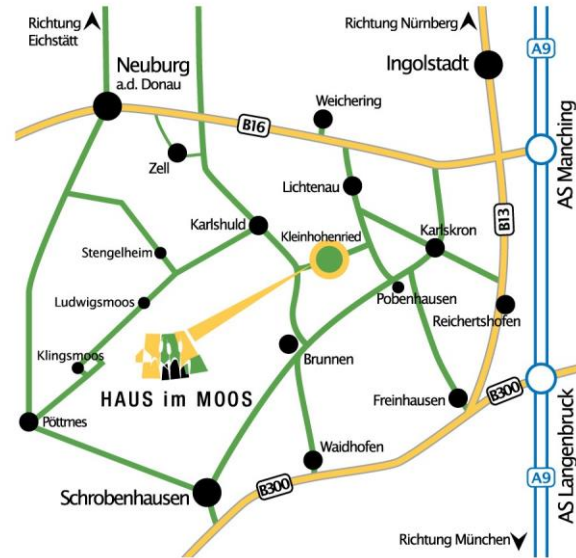 Richtung
Eichstätt
Richtung Nürnberg
A9
Neuburg
a.d. Donau
Ingolstadt
Weichering
B16
AS Manching
Zell
Lichtenau
Karlshuld
Kleinhohenried
Karlskron
B13
Stengelheim
Pobenhausen
Ludwigsmoos
Reichertshofen
Klingsmoos
Brunnen
HAUS im MOOS
Freinhausen
B300
AS Langenbruck
Pöttmes
Waidhofen
Schrobenhausen
B300
A9
Richtung München